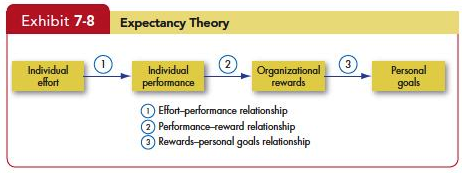 Exhibit 7-8 Expectancy Theory
1 2 3
Individual effort
Individual performance
Organizational rewards
Personal goals
1 Effort–performance relationship
2 Performance–reward relationship
3 Rewards–personal goals relationship